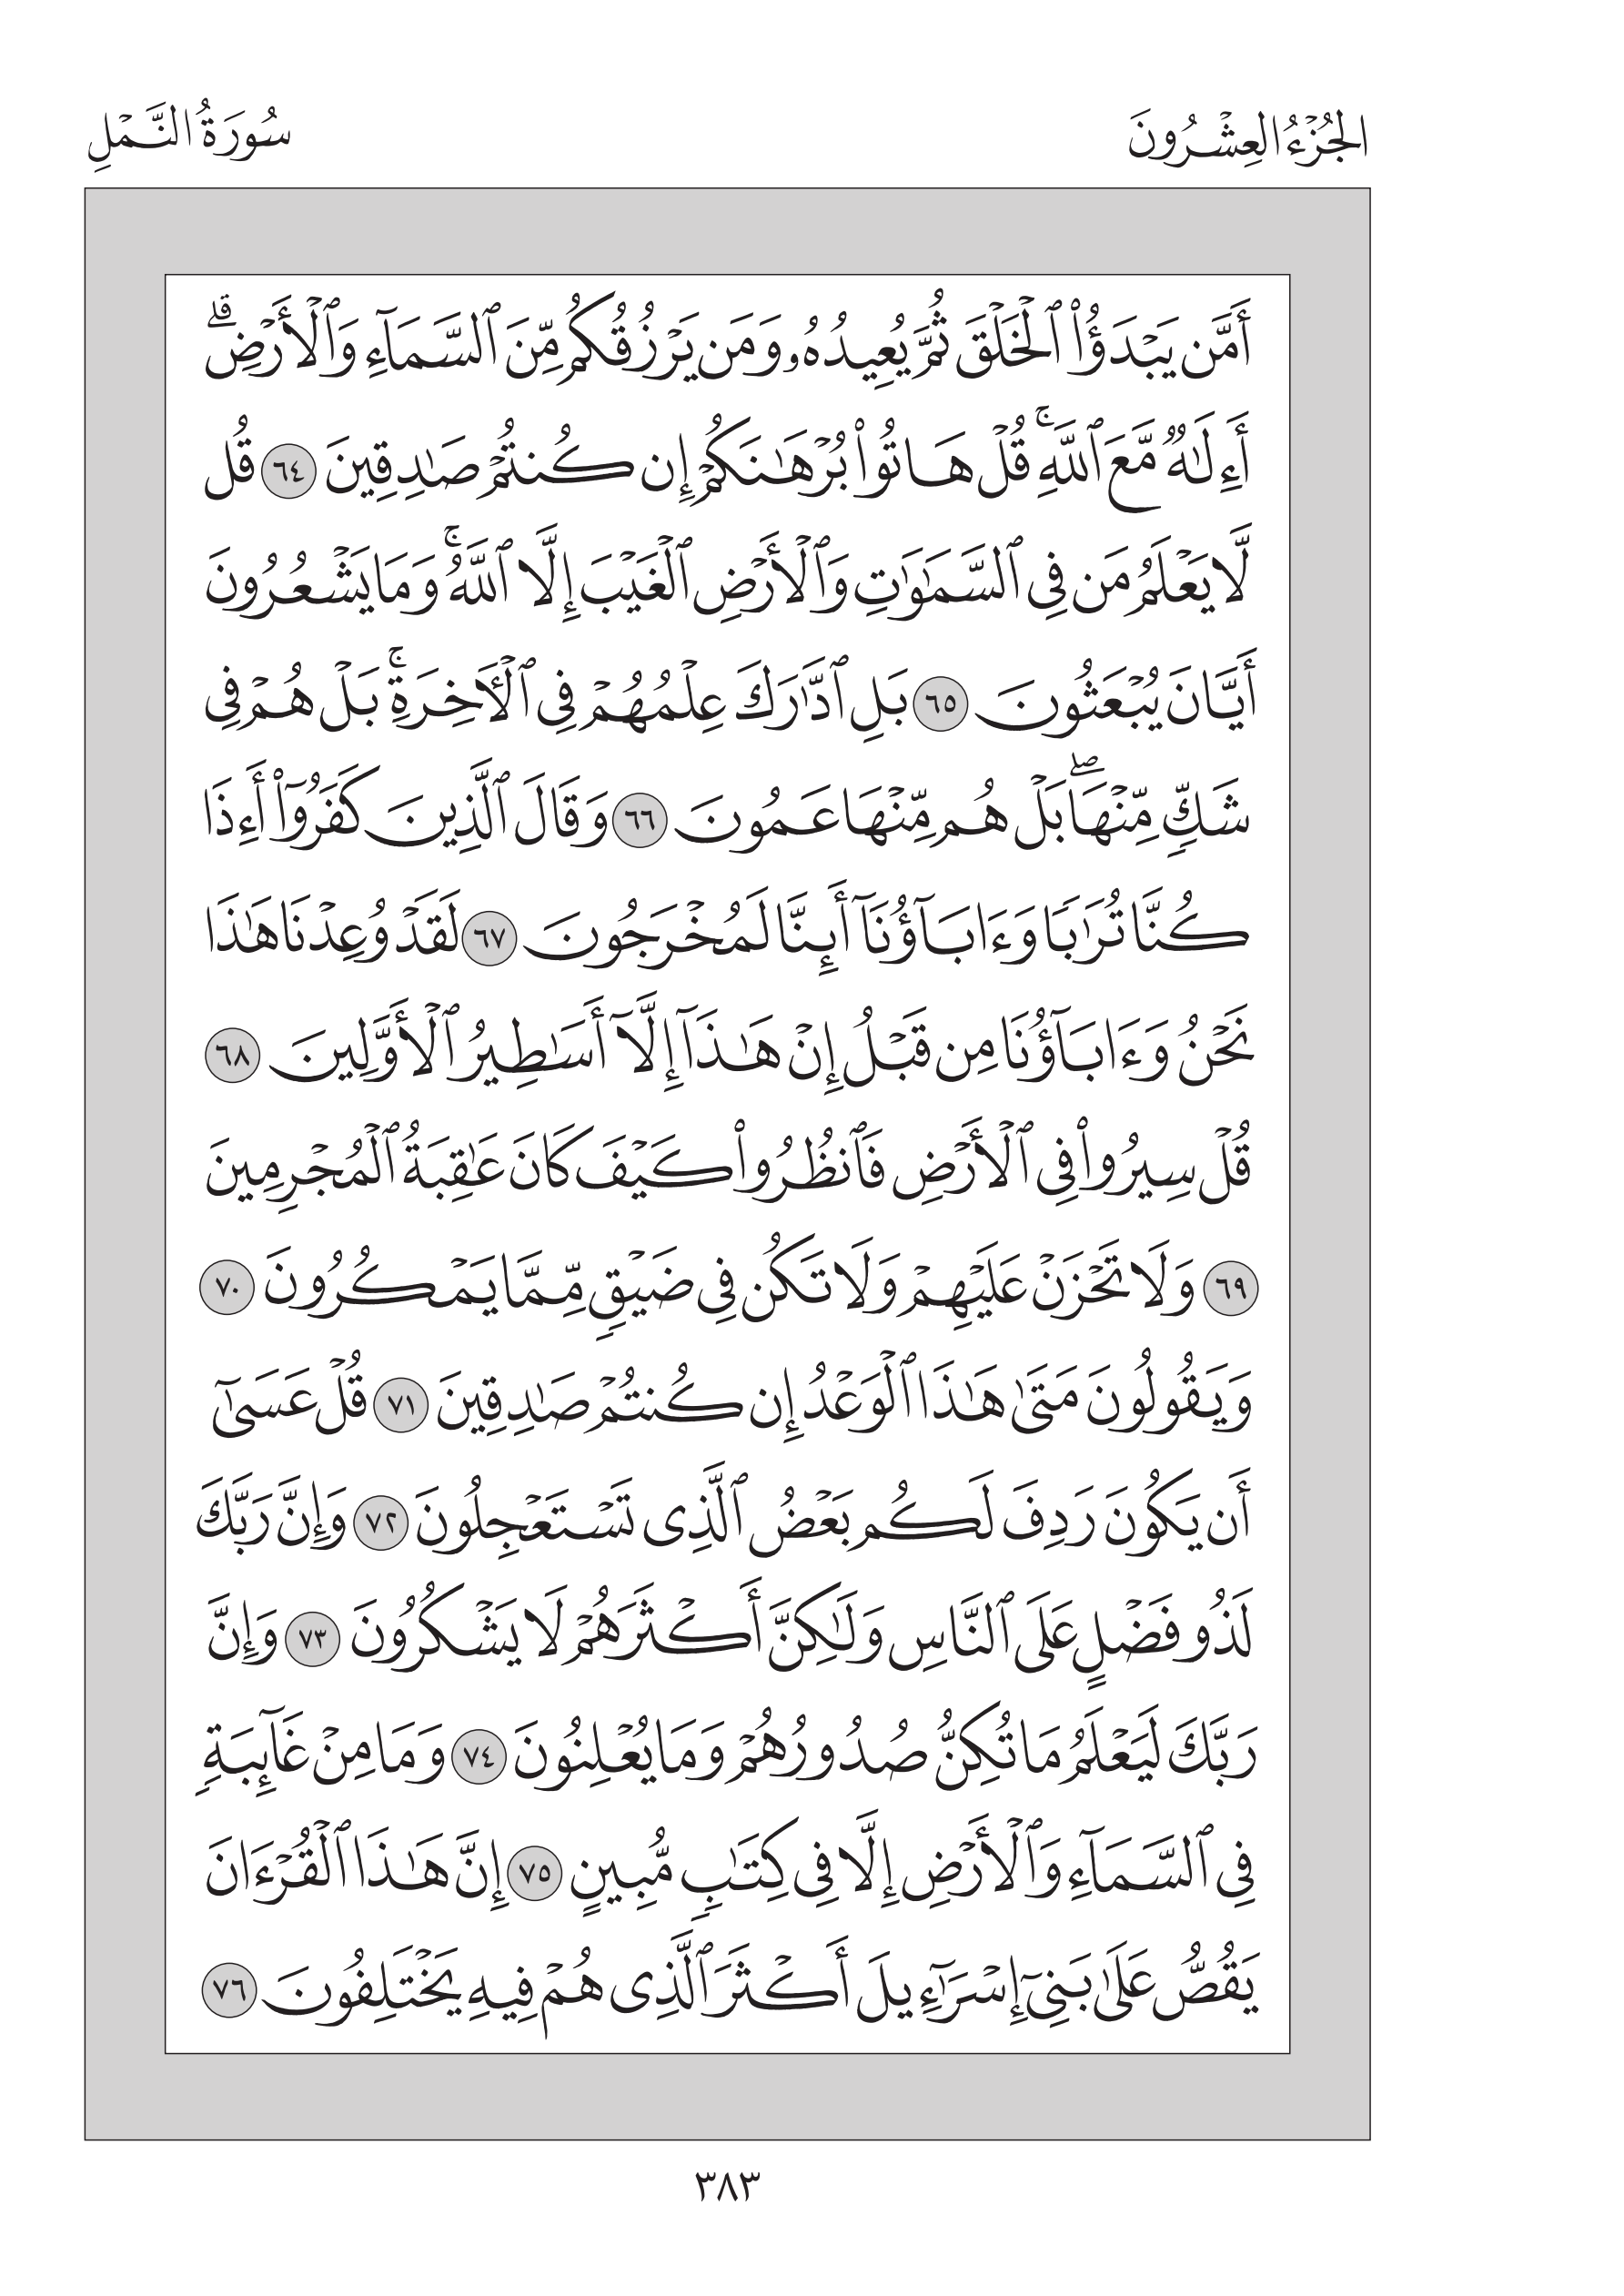 الجُزْءُ العِشْرُونَ
سُورَةُ النَّمْلِ
أَمَّن يَبْدَؤُا۟ ٱلْخَلْقَ ثُمَّ يُعِيدُهُۥ وَمَن يَرْزُقُكُم مِّنَ ٱلسَّمَآءِ وَٱلْأَرْضِ ۗ
أَءِلَٰهٌ مَّعَ ٱللَّهِ ۚ قُلْ هَاتُوا۟ بُرْهَٰنَكُمْ إِن كُنتُمْ صَٰدِقِينَ ٦٤ قُل
لَّا يَعْلَمُ مَن فِى ٱلسَّمَٰوَٰتِ وَٱلْأَرْضِ ٱلْغَيْبَ إِلَّا ٱللَّهُ ۚ وَمَا يَشْعُرُونَ
أَيَّانَ يُبْعَثُونَ ٦٥ بَلِ ٱدَّٰرَكَ عِلْمُهُمْ فِى ٱلْءَاخِرَةِ ۚ بَلْ هُمْ فِى
شَكٍّ مِّنْهَا ۖ بَلْ هُم مِّنْهَا عَمُونَ ٦٦ وَقَالَ ٱلَّذِينَ كَفَرُوٓا۟ أَءِذَا
كُنَّا تُرَٰبًا وَءَابَآؤُنَآ أَئِنَّا لَمُخْرَجُونَ ٦٧ لَقَدْ وُعِدْنَا هَٰذَا
نَحْنُ وَءَابَآؤُنَا مِن قَبْلُ إِنْ هَٰذَآ إِلَّآ أَسَٰطِيرُ ٱلْأَوَّلِينَ ٦٨
قُلْ سِيرُوا۟ فِى ٱلْأَرْضِ فَٱنظُرُوا۟ كَيْفَ كَانَ عَٰقِبَةُ ٱلْمُجْرِمِينَ
٦٩ وَلَا تَحْزَنْ عَلَيْهِمْ وَلَا تَكُن فِى ضَيْقٍ مِّمَّا يَمْكُرُونَ ٧٠
وَيَقُولُونَ مَتَىٰ هَٰذَا ٱلْوَعْدُ إِن كُنتُمْ صَٰدِقِينَ ٧١ قُلْ عَسَىٰٓ
أَن يَكُونَ رَدِفَ لَكُم بَعْضُ ٱلَّذِى تَسْتَعْجِلُونَ ٧٢ وَإِنَّ رَبَّكَ
لَذُو فَضْلٍ عَلَى ٱلنَّاسِ وَلَٰكِنَّ أَكْثَرَهُمْ لَا يَشْكُرُونَ ٧٣ وَإِنَّ
رَبَّكَ لَيَعْلَمُ مَا تُكِنُّ صُدُورُهُمْ وَمَا يُعْلِنُونَ ٧٤ وَمَا مِنْ غَآئِبَةٍ
فِى ٱلسَّمَآءِ وَٱلْأَرْضِ إِلَّا فِى كِتَٰبٍ مُّبِينٍ ٧٥ إِنَّ هَٰذَا ٱلْقُرْءَانَ
يَقُصُّ عَلَىٰ بَنِىٓ إِسْرَٰٓءِيلَ أَكْثَرَ ٱلَّذِى هُمْ فِيهِ يَخْتَلِفُونَ ٧٦
٣٨٣